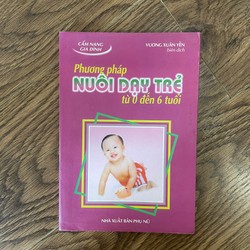 CẨM NANG
GIA ĐÌNH
VƯƠNG XUÂN YẾN
biên dịch
Phương pháp
NUÔI DẠY TRẺ
từ 0 đến 6 tuổi
NHÀ XUẤT BẢN PHỤ NỮ